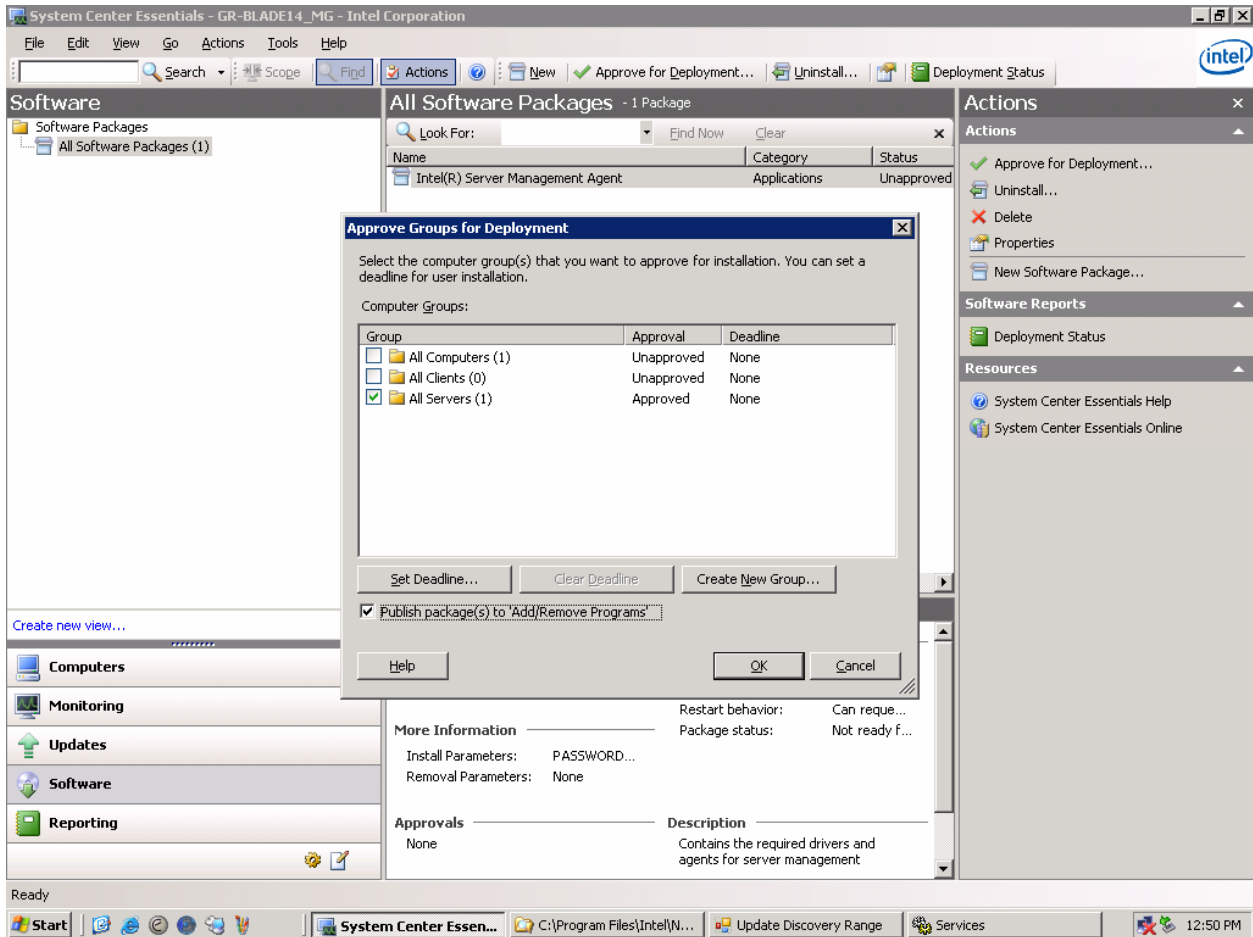 System Center Essentials - GR-BLADE14_MG - Intel Corporation
File Edit View Go Actions Tools Help
intel
Search Scope Find Actions New Approve for Deployment... Uninstall... Deployment Status
Software
Software Packages
All Software Packages (1)
All Software Packages - 1 Package
Look For: Find Now Clear
Name Category Status
Intel(R) Server Management Agent Applications Unapproved
Approve Groups for Deployment
Select the computer group(s) that you want to approve for installation. You can set a
deadline for user installation.
Computer Groups:
Group Approval Deadline
All Computers (1) Unapproved None
All Clients (0) Unapproved None
All Servers (1) Approved None
Set Deadline... Clear Deadline Create New Group...
Publish package(s) to 'Add/Remove Programs'
Help OK Cancel
Restart behavior: Can reque...
More Information Package status: Not ready f...
Install Parameters: PASSWORD...
Removal Parameters: None
Approvals
None
Description
Contains the required drivers and
agents for server management
Actions
Actions
Approve for Deployment...
Uninstall...
Delete
Properties
New Software Package...
Software Reports
Deployment Status
Resources
System Center Essentials Help
System Center Essentials Online
Create new view...
Computers
Monitoring
Updates
Software
Reporting
Ready
Start System Center Essen... C:\Program Files\Intel\N... Update Discovery Range Services 12:50 PM